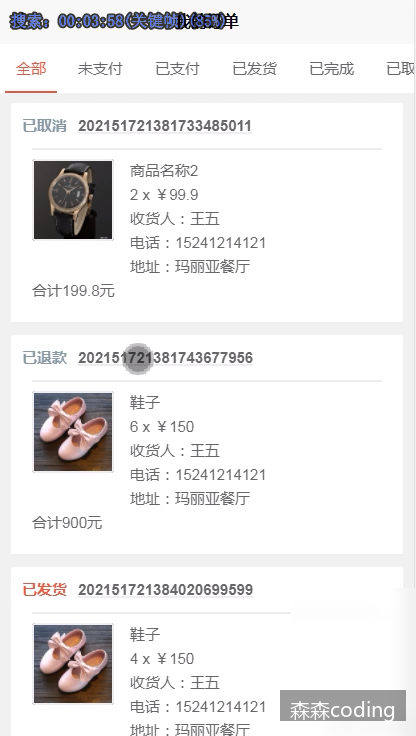 搜索：00:03:58(关键帧)(85%)
全部 未支付 已支付 已发货 已完成 已取
已取消 202151721381733485011
商品名称2
2 x ￥99.9
收货人：王五
电话：15241214121
地址：玛丽亚餐厅
合计199.8元
已退款 202151721381743677956
鞋子
6 x ￥150
收货人：王五
电话：15241214121
地址：玛丽亚餐厅
合计900元
已发货 202151721384020699599
鞋子
4 x ￥150
收货人：王五
电话：15241214121
地址：玛丽亚餐厅
森森coding